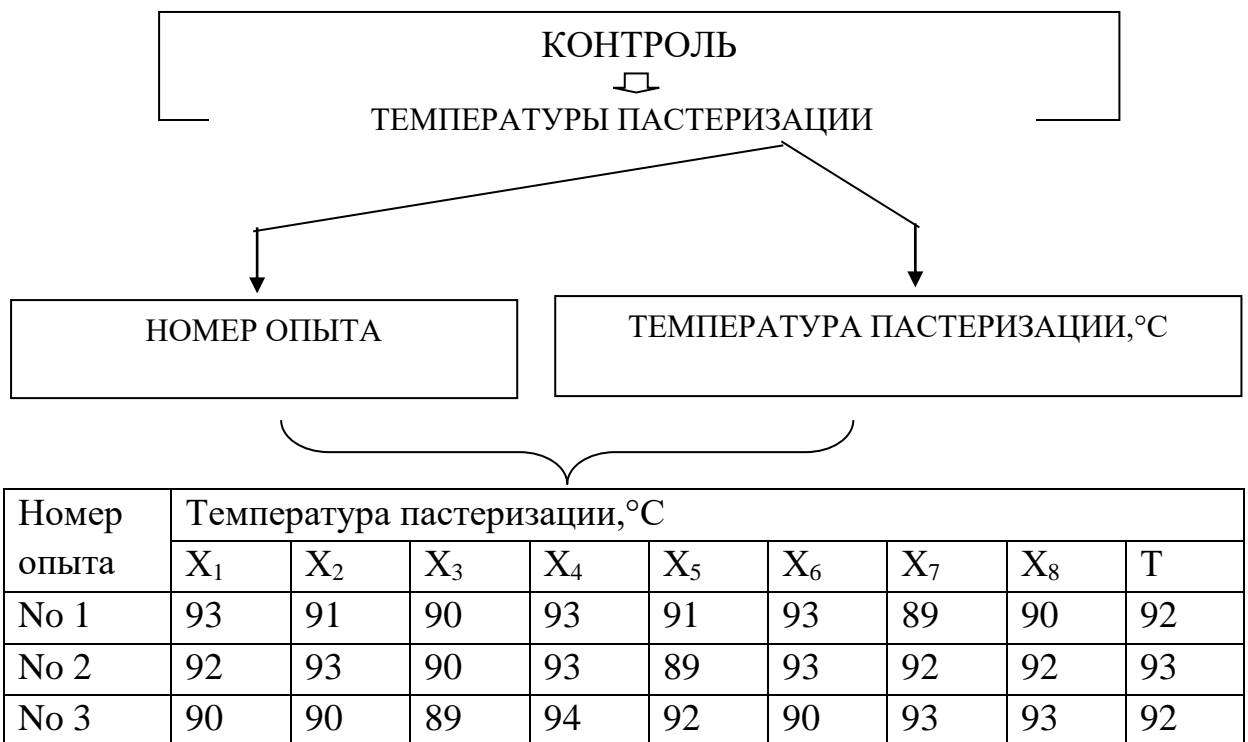 КОНТРОЛЬ
ТЕМПЕРАТУРЫ ПАСТЕРИЗАЦИИ
НОМЕР ОПЫТА
ТЕМПЕРАТУРА ПАСТЕРИЗАЦИИ,°С
Номер опыта Температура пастеризации,°С
X₁ X₂ X₃ X₄ X₅ X₆ X₇ X₈ T
No 1 93 91 90 93 91 93 89 90 92
No 2 92 93 90 93 89 93 92 92 93
No 3 90 90 89 94 92 90 93 93 92